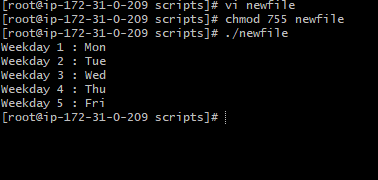 [root@ip-172-31-0-209 scripts]# vi newfile
[root@ip-172-31-0-209 scripts]# chmod 755 newfile
[root@ip-172-31-0-209 scripts]# ./newfile
Weekday 1 : Mon
Weekday 2 : Tue
Weekday 3 : Wed
Weekday 4 : Thu
Weekday 5 : Fri
[root@ip-172-31-0-209 scripts]#